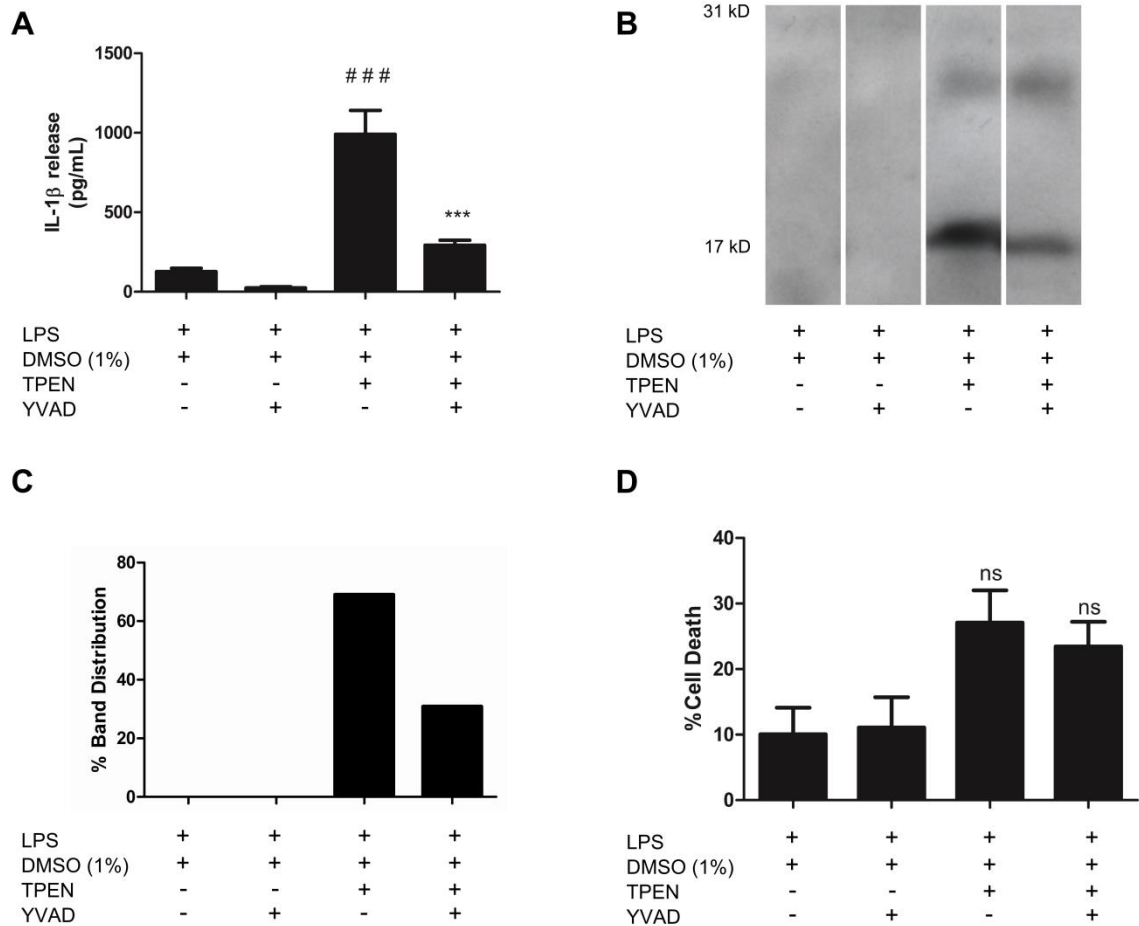 A
1500
1000
500
0
IL-1β release
(pg/mL)
# # #
***
LPS + + + +
DMSO (1%) + + + +
TPEN - - + +
YVAD - + - +
B
31 kD
17 kD
LPS + + + +
DMSO (1%) + + + +
TPEN - - + +
YVAD - + - +
C
80
60
40
20
0
% Band Distribution
LPS + + + +
DMSO (1%) + + + +
TPEN - - + +
YVAD - + - +
D
40
30
20
10
0
%Cell Death
ns
ns
LPS + + + +
DMSO (1%) + + + +
TPEN - - + +
YVAD - + - +